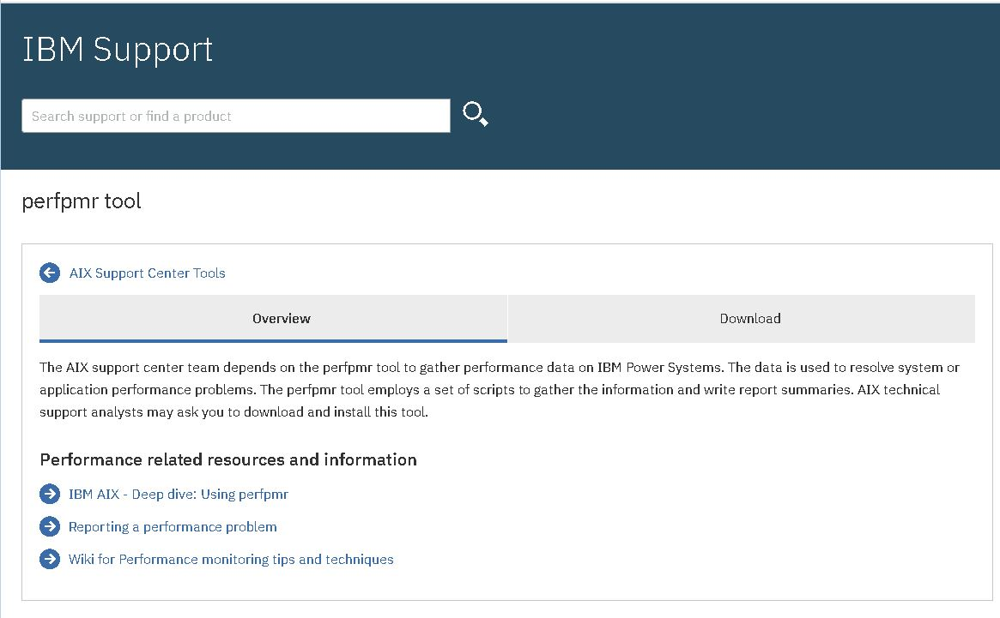 IBM Support
Search support or find a product
perfpmr tool
AIX Support Center Tools
Overview
Download
The AIX support center team depends on the perfpmr tool to gather performance data on IBM Power Systems. The data is used to resolve system or
application performance problems. The perfpmr tool employs a set of scripts to gather the information and write report summaries. AIX technical
support analysts may ask you to download and install this tool.
Performance related resources and information
IBM AIX - Deep dive: Using perfpmr
Reporting a performance problem
Wiki for Performance monitoring tips and techniques